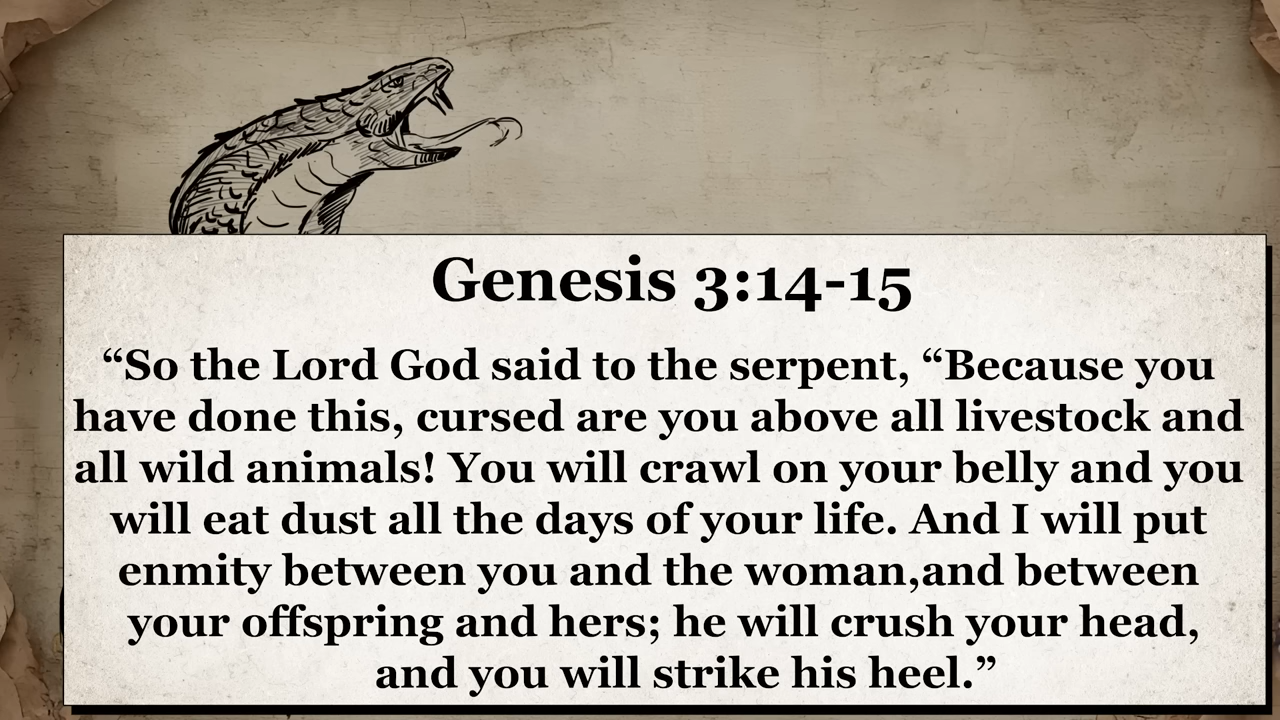 Genesis 3:14-15
“So the Lord God said to the serpent, “Because you
have done this, cursed are you above all livestock and
all wild animals! You will crawl on your belly and you
will eat dust all the days of your life. And I will put
enmity between you and the woman,and between
your offspring and hers; he will crush your head,
and you will strike his heel.”